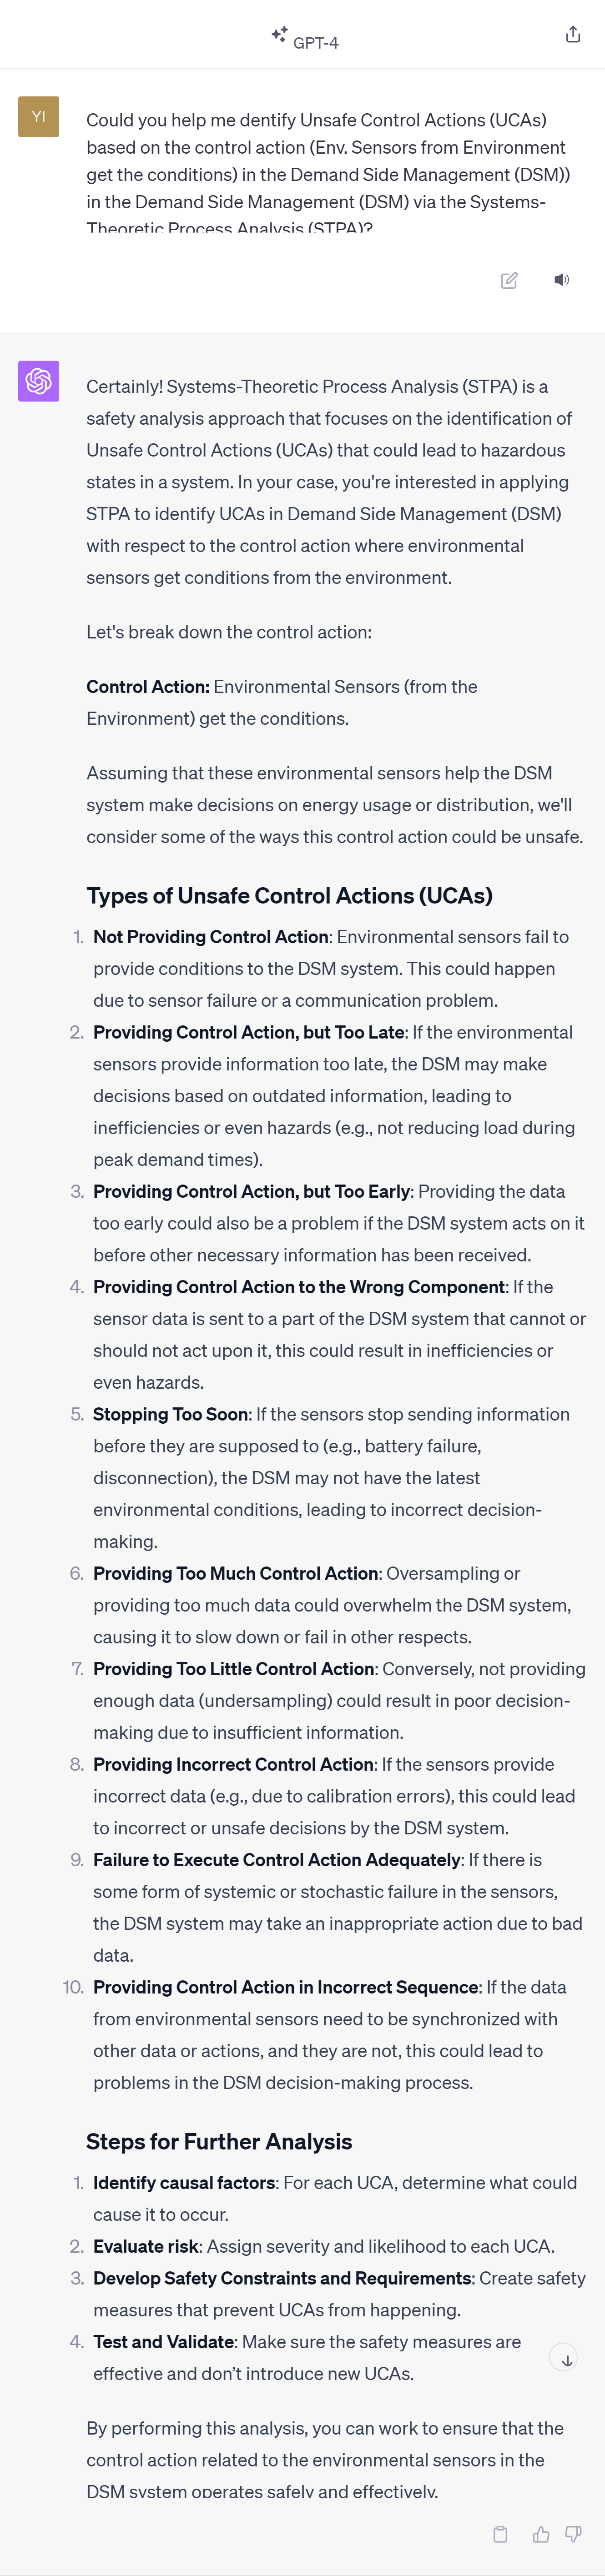 GPT-4
YI
Could you help me dentify Unsafe Control Actions (UCAs)
based on the control action (Env. Sensors from Environment
get the conditions) in the Demand Side Management (DSM))
in the Demand Side Management (DSM) via the Systems-
Theoretic Process Analysis (STPA)?
Certainly! Systems-Theoretic Process Analysis (STPA) is a
safety analysis approach that focuses on the identification of
Unsafe Control Actions (UCAs) that could lead to hazardous
states in a system. In your case, you're interested in applying
STPA to identify UCAs in Demand Side Management (DSM)
with respect to the control action where environmental
sensors get conditions from the environment.
Let's break down the control action:
Control Action: Environmental Sensors (from the
Environment) get the conditions.
Assuming that these environmental sensors help the DSM
system make decisions on energy usage or distribution, we'll
consider some of the ways this control action could be unsafe.
Types of Unsafe Control Actions (UCAs)
1. Not Providing Control Action: Environmental sensors fail to
provide conditions to the DSM system. This could happen
due to sensor failure or a communication problem.
2. Providing Control Action, but Too Late: If the environmental
sensors provide information too late, the DSM may make
decisions based on outdated information, leading to
inefficiencies or even hazards (e.g., not reducing load during
peak demand times).
3. Providing Control Action, but Too Early: Providing the data
too early could also be a problem if the DSM system acts on it
before other necessary information has been received.
4. Providing Control Action to the Wrong Component: If the
sensor data is sent to a part of the DSM system that cannot or
should not act upon it, this could result in inefficiencies or
even hazards.
5. Stopping Too Soon: If the sensors stop sending information
before they are supposed to (e.g., battery failure,
disconnection), the DSM may not have the latest
environmental conditions, leading to incorrect decision-
making.
6. Providing Too Much Control Action: Oversampling or
providing too much data could overwhelm the DSM system,
causing it to slow down or fail in other respects.
7. Providing Too Little Control Action: Conversely, not providing
enough data (undersampling) could result in poor decision-
making due to insufficient information.
8. Providing Incorrect Control Action: If the sensors provide
incorrect data (e.g., due to calibration errors), this could lead
to incorrect or unsafe decisions by the DSM system.
9. Failure to Execute Control Action Adequately: If there is
some form of systemic or stochastic failure in the sensors,
the DSM system may take an inappropriate action due to bad
data.
10. Providing Control Action in Incorrect Sequence: If the data
from environmental sensors need to be synchronized with
other data or actions, and they are not, this could lead to
problems in the DSM decision-making process.
Steps for Further Analysis
1. Identify causal factors: For each UCA, determine what could
cause it to occur.
2. Evaluate risk: Assign severity and likelihood to each UCA.
3. Develop Safety Constraints and Requirements: Create safety
measures that prevent UCAs from happening.
4. Test and Validate: Make sure the safety measures are
effective and don’t introduce new UCAs.
By performing this analysis, you can work to ensure that the
control action related to the environmental sensors in the
DSM system operates safely and effectively.